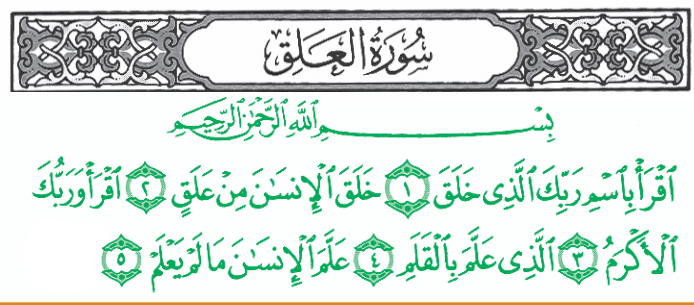 سُورَةُ الْعَلَقِ
بِسْمِ ٱللَّهِ ٱلرَّحْمَٰنِ ٱلرَّحِيمِ
ٱقْرَأْ بِٱسْمِ رَبِّكَ ٱلَّذِى خَلَقَ ١ خَلَقَ ٱلْإِنسَٰنَ مِنْ عَلَقٍ ٢ ٱقْرَأْ وَرَبُّكَ
ٱلْأَكْرَمُ ٣ ٱلَّذِى عَلَّمَ بِٱلْقَلَمِ ٤ عَلَّمَ ٱلْإِنسَٰنَ مَا لَمْ يَعْلَمْ ٥